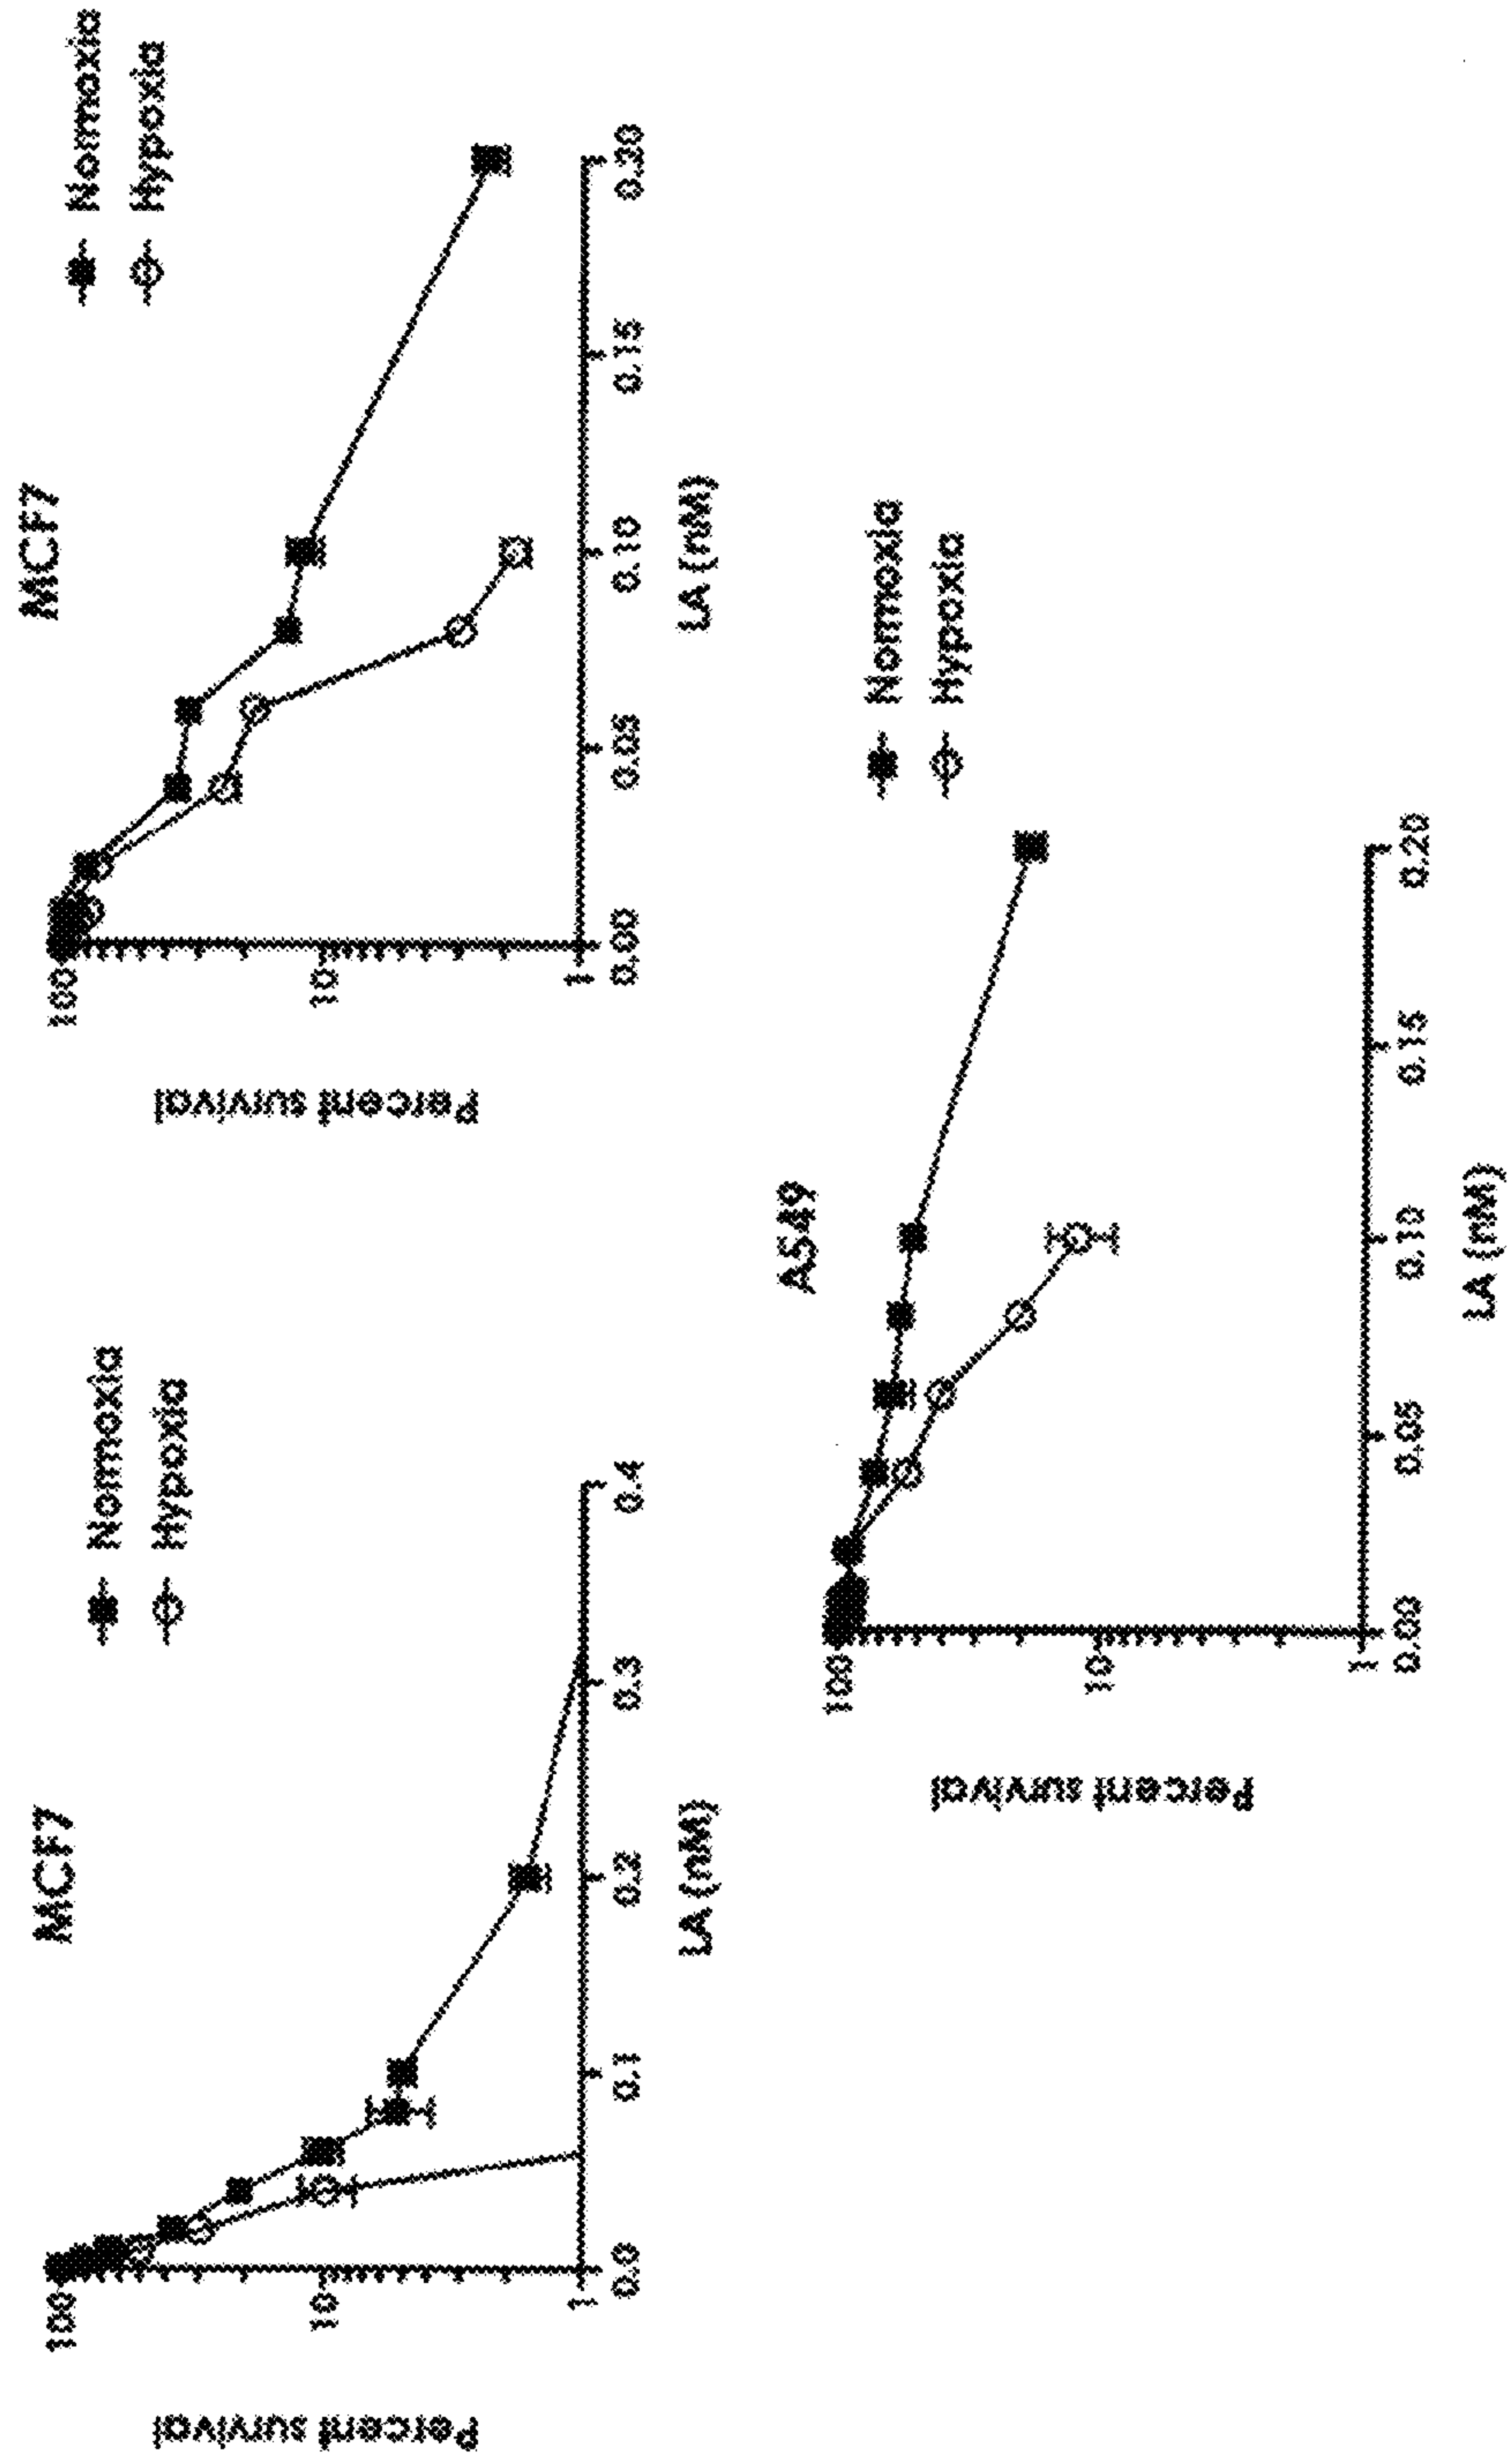 MCF7
Normoxia
Hypoxia
Percent survival
100
10
1
0.0
0.1
0.2
0.3
0.4
LA (nM)
MCF7
Normoxia
Hypoxia
Percent survival
100
10
1
0.00
0.05
0.10
0.15
0.20
LA (nM)
A549
Normoxia
Hypoxia
Percent survival
100
10
1
0.00
0.05
0.10
0.15
0.20
LA (nM)